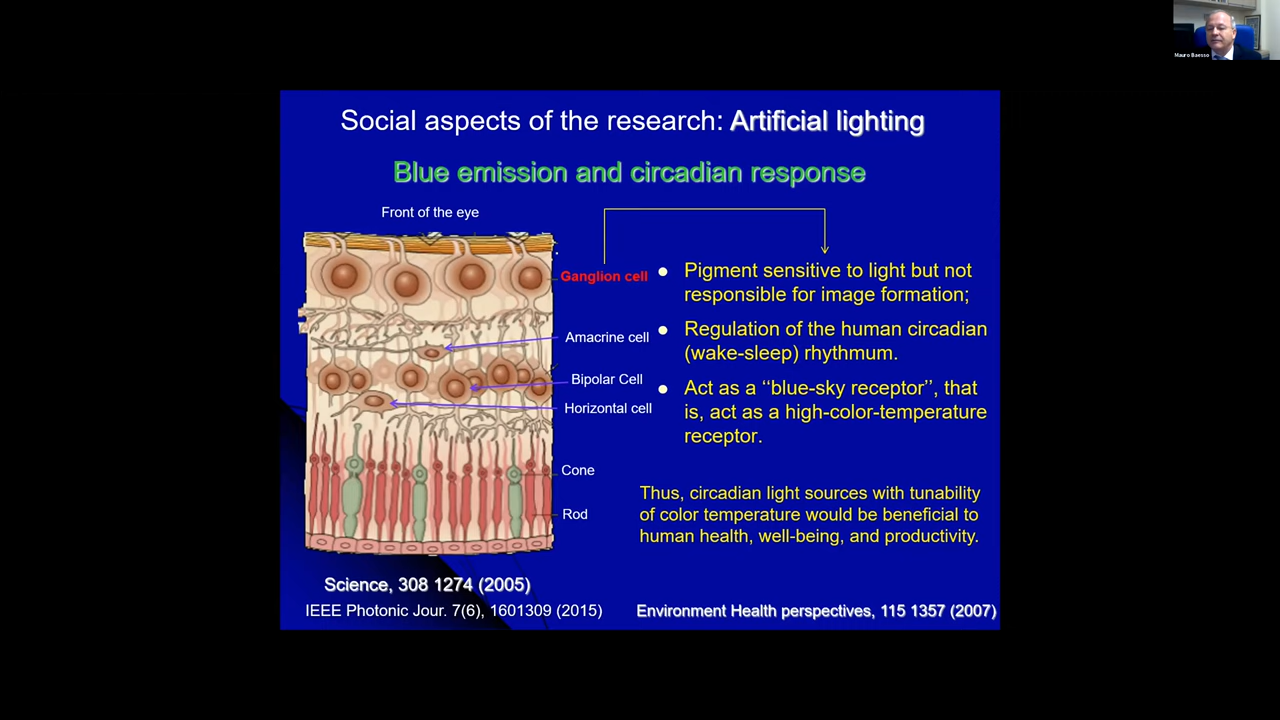 Mauro Baesso
Social aspects of the research: Artificial lighting
Blue emission and circadian response
Front of the eye
Ganglion cell
Amacrine cell
Bipolar Cell
Horizontal cell
Cone
Rod
● Pigment sensitive to light but not
responsible for image formation;
● Regulation of the human circadian
(wake-sleep) rhythmum.
● Act as a ‘‘blue-sky receptor’’, that
is, act as a high-color-temperature
receptor.
Thus, circadian light sources with tunability
of color temperature would be beneficial to
human health, well-being, and productivity.
Science, 308 1274 (2005)
IEEE Photonic Jour. 7(6), 1601309 (2015)
Environment Health perspectives, 115 1357 (2007)